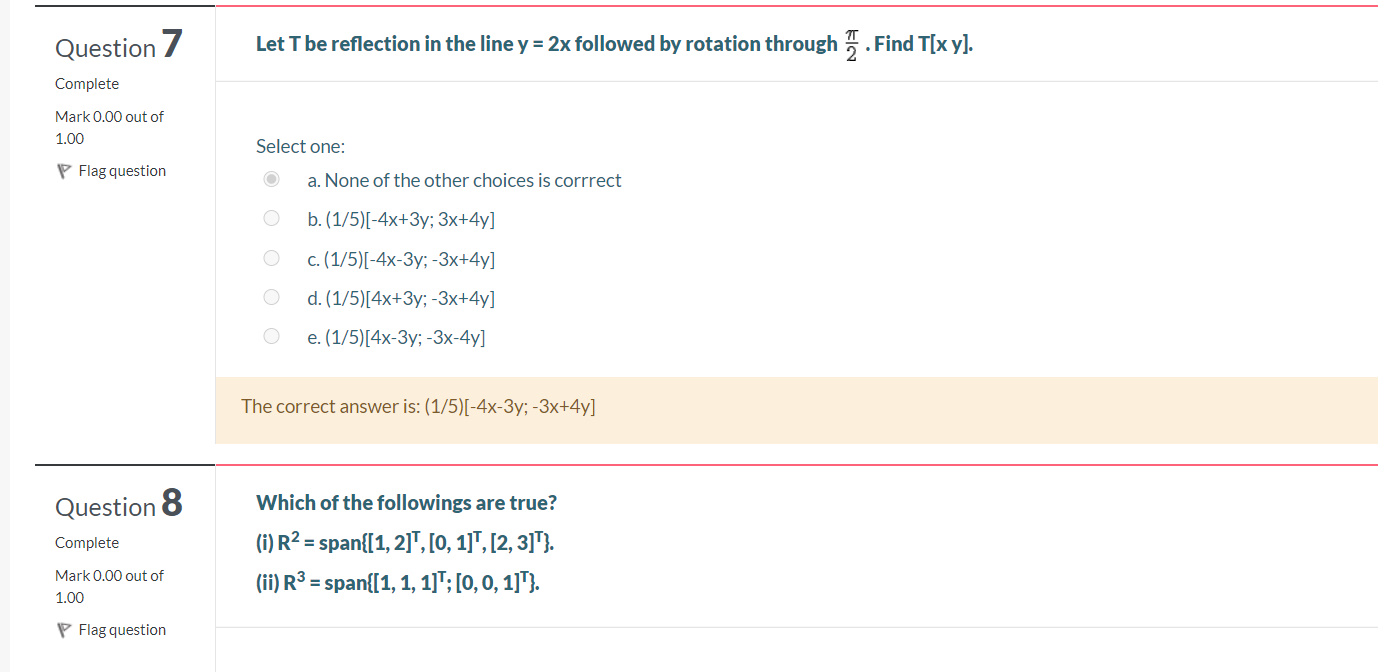 Question 7
Complete
Mark 0.00 out of
1.00
Flag question
Let T be reflection in the line y = 2x followed by rotation through π/2 . Find T[x y].
Select one:
a. None of the other choices is corrrect
b. (1/5)[-4x+3y; 3x+4y]
c. (1/5)[-4x-3y; -3x+4y]
d. (1/5)[4x+3y; -3x+4y]
e. (1/5)[4x-3y; -3x-4y]
The correct answer is: (1/5)[-4x-3y; -3x+4y]
Question 8
Complete
Mark 0.00 out of
1.00
Flag question
Which of the followings are true?
(i) R² = span{[1, 2]ᵀ, [0, 1]ᵀ, [2, 3]ᵀ}.
(ii) R³ = span{[1, 1, 1]ᵀ; [0, 0, 1]ᵀ}.